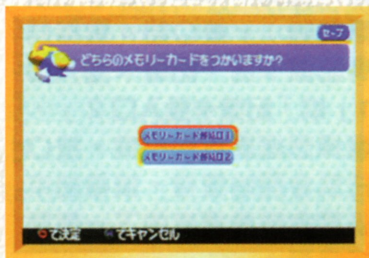 セーブ
どちらのメモリーカードをつかいますか?
メモリーカード差込口1
メモリーカード差込口2
○で決定 ×でキャンセル